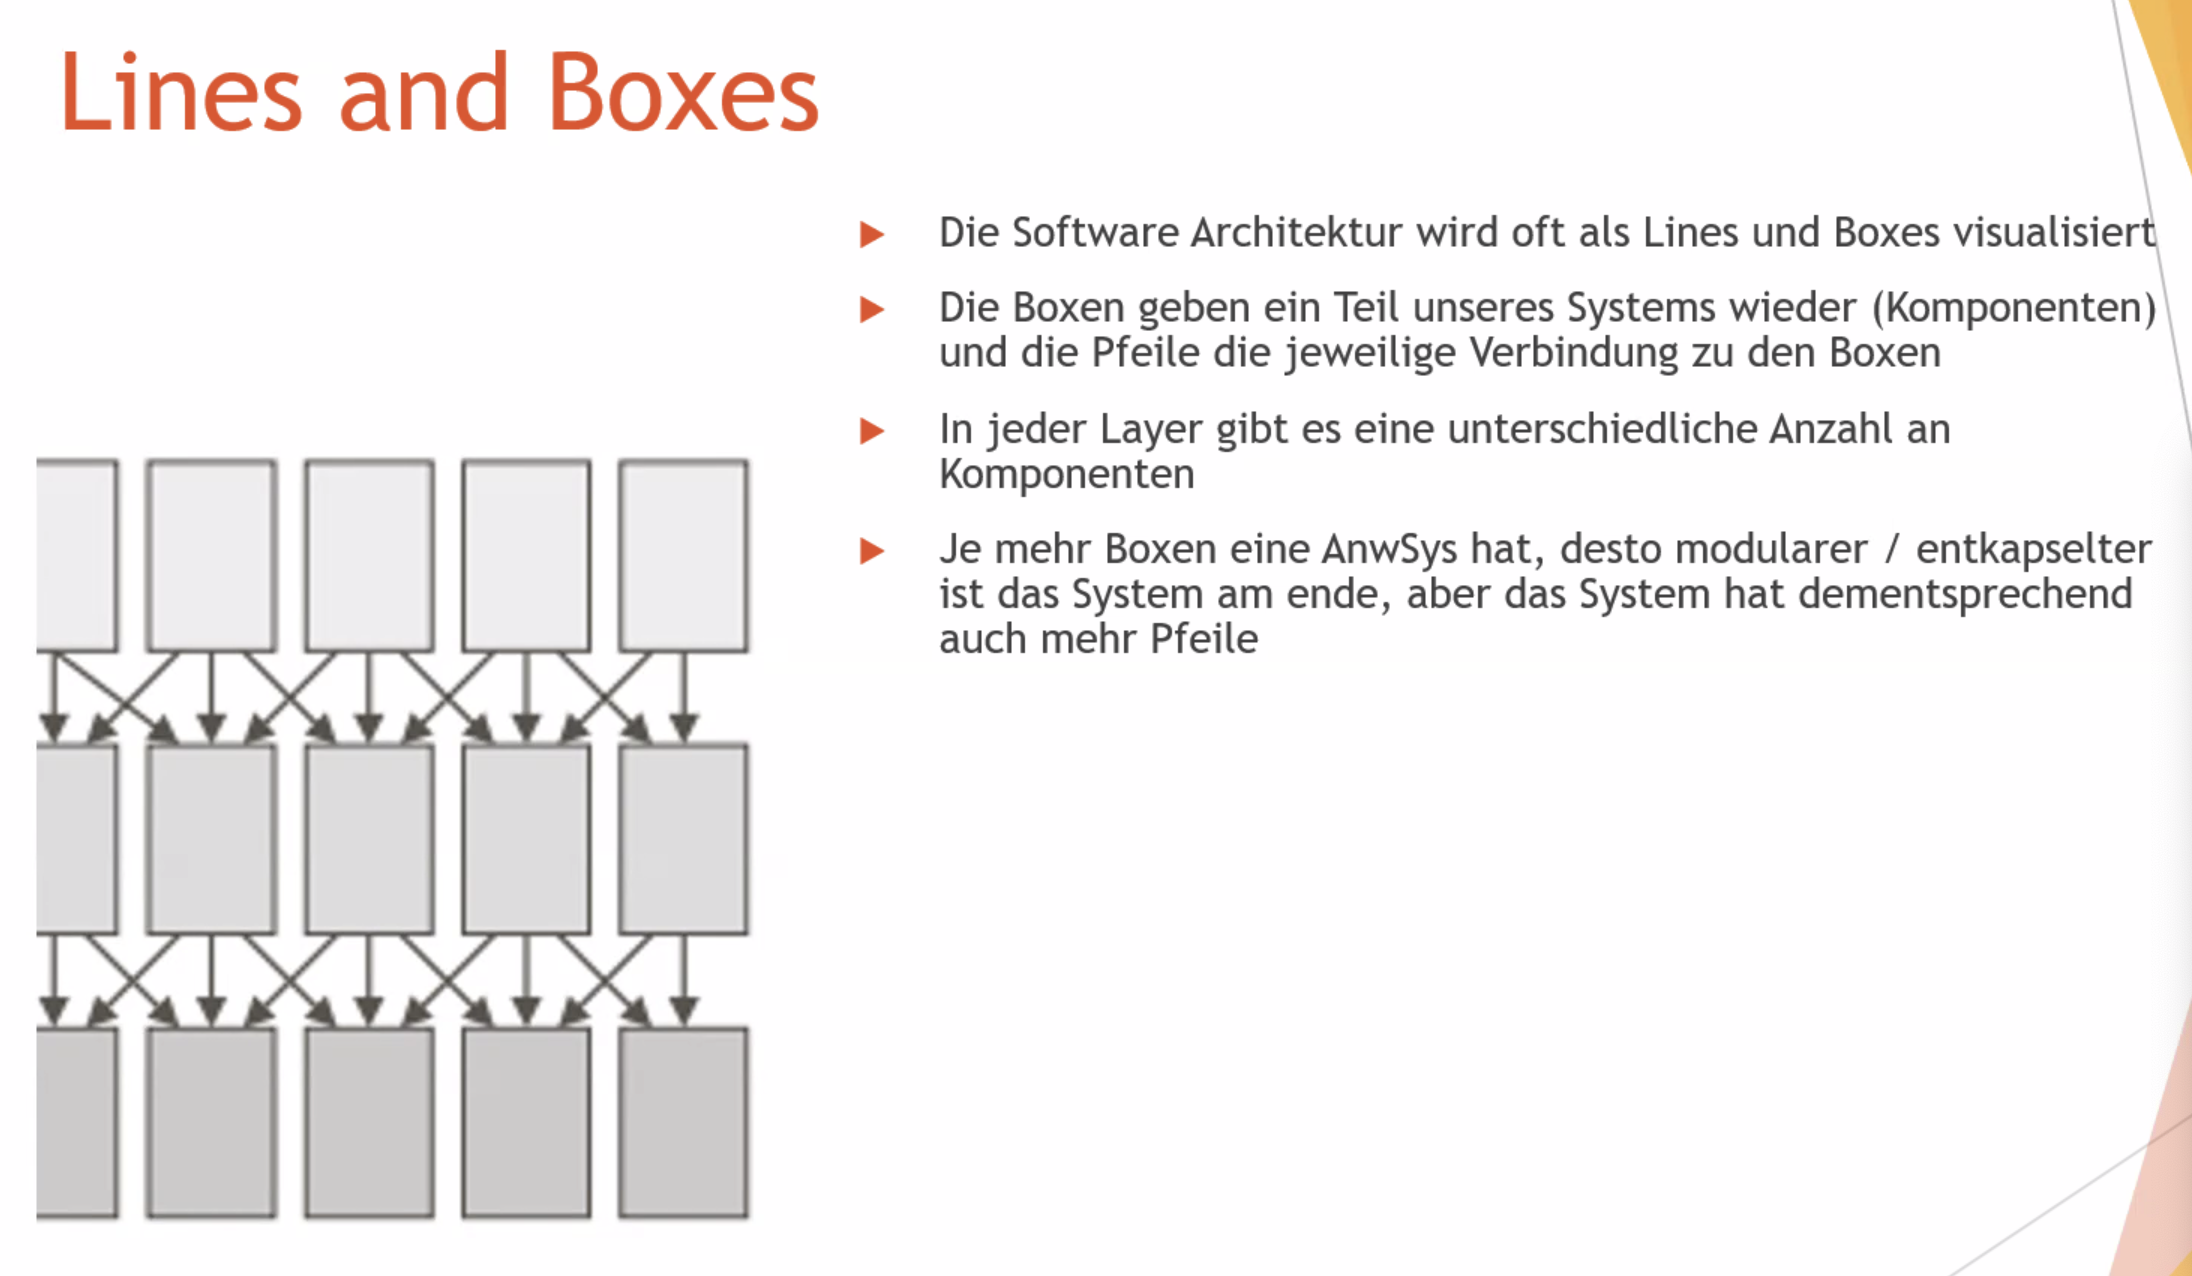 Lines and Boxes
Die Software Architektur wird oft als Lines und Boxes visualisiert
Die Boxen geben ein Teil unseres Systems wieder (Komponenten)
und die Pfeile die jeweilige Verbindung zu den Boxen
In jeder Layer gibt es eine unterschiedliche Anzahl an
Komponenten
Je mehr Boxen eine AnwSys hat, desto modularer / entkapselter
ist das System am ende, aber das System hat dementsprechend
auch mehr Pfeile